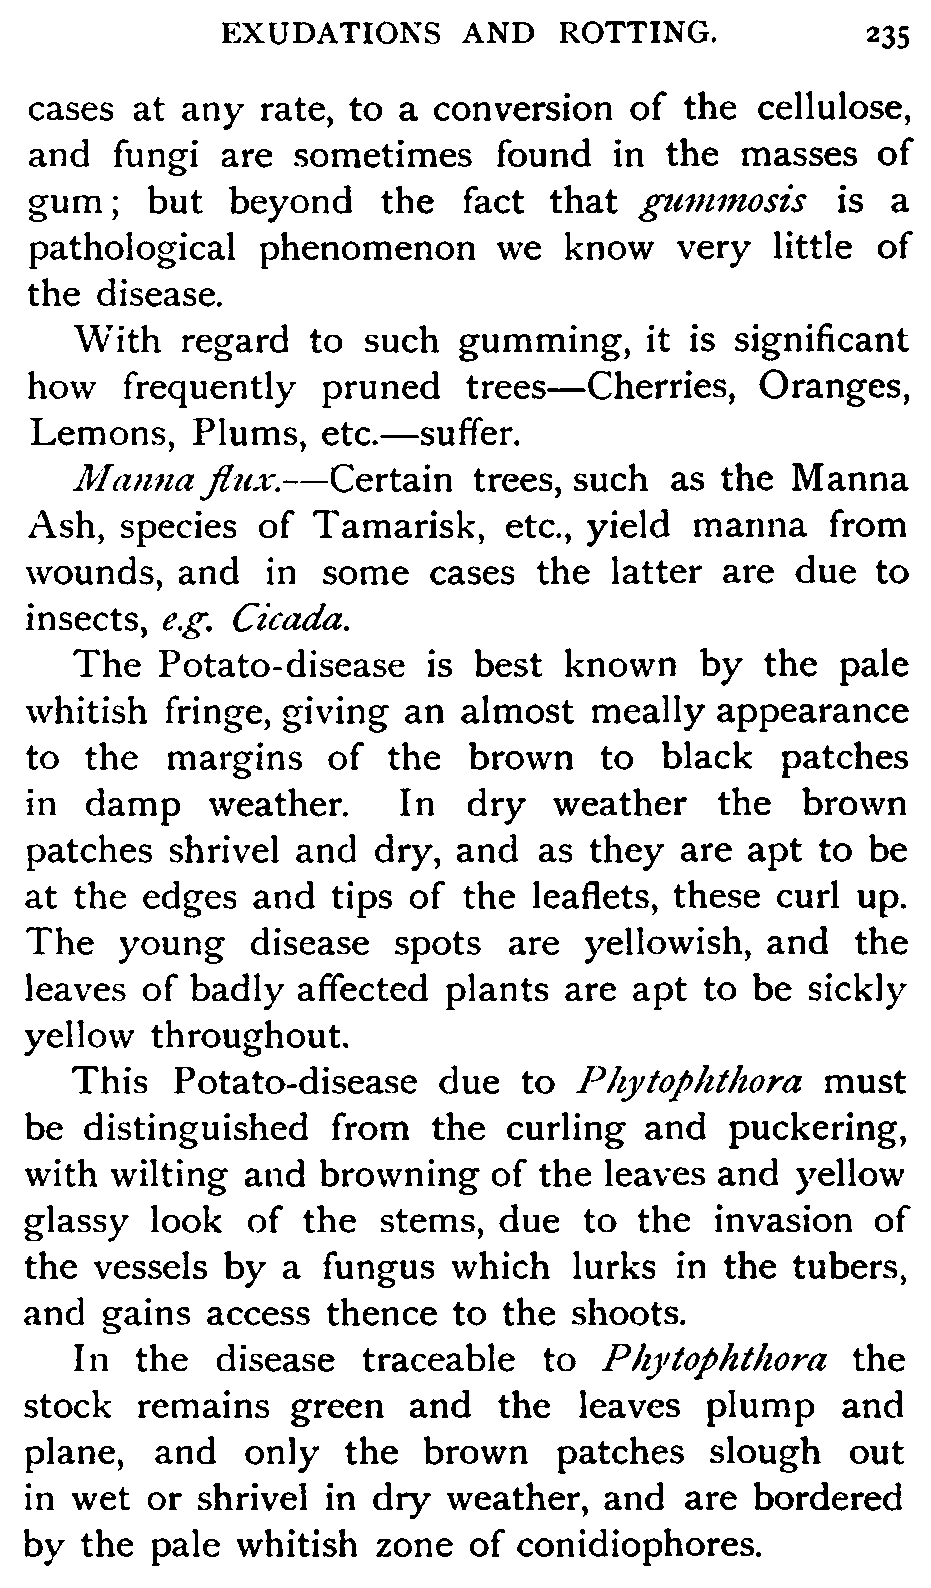 EXUDATIONS AND ROTTING. 235
cases at any rate, to a conversion of the cellulose,
and fungi are sometimes found in the masses of
gum; but beyond the fact that gummosis is a
pathological phenomenon we know very little of
the disease.
With regard to such gumming, it is significant
how frequently pruned trees—Cherries, Oranges,
Lemons, Plums, etc.—suffer.
Manna flux.—Certain trees, such as the Manna
Ash, species of Tamarisk, etc., yield manna from
wounds, and in some cases the latter are due to
insects, e.g. Cicada.
The Potato-disease is best known by the pale
whitish fringe, giving an almost meally appearance
to the margins of the brown to black patches
in damp weather. In dry weather the brown
patches shrivel and dry, and as they are apt to be
at the edges and tips of the leaflets, these curl up.
The young disease spots are yellowish, and the
leaves of badly affected plants are apt to be sickly
yellow throughout.
This Potato-disease due to Phytophthora must
be distinguished from the curling and puckering,
with wilting and browning of the leaves and yellow
glassy look of the stems, due to the invasion of
the vessels by a fungus which lurks in the tubers,
and gains access thence to the shoots.
In the disease traceable to Phytophthora the
stock remains green and the leaves plump and
plane, and only the brown patches slough out
in wet or shrivel in dry weather, and are bordered
by the pale whitish zone of conidiophores.